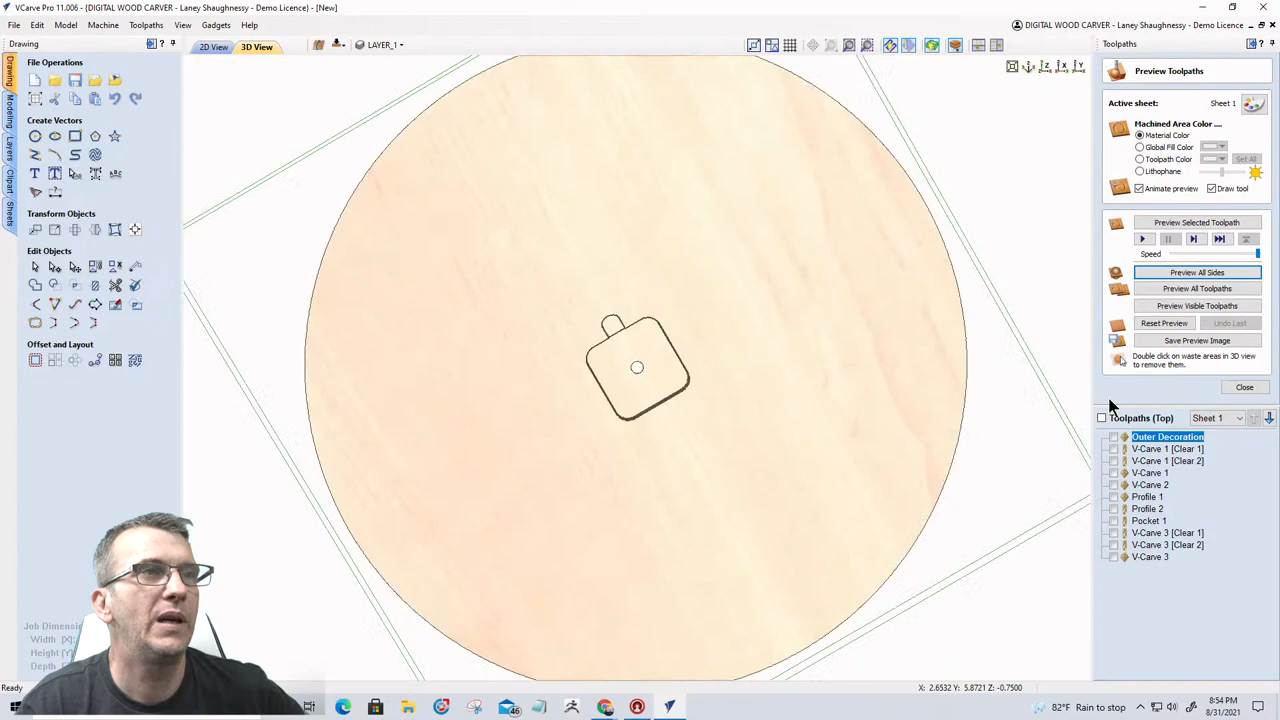 VCarve Pro 11.006 - {DIGITAL WOOD CARVER - Laney Shaughnessy - Demo Licence} - [New]
File Edit Model Machine Toolpaths View Gadgets Help
DIGITAL WOOD CARVER - Laney Shaughnessy - Demo Licence
Drawing
2D View 3D View LAYER_1
Toolpaths
Drawing
Modeling
Layers
Clipart
Sheets
File Operations
Create Vectors
Transform Objects
Edit Objects
Offset and Layout
Job Dimens
Width [X]:
Height [Y]
Depth
Z X Y
Preview Toolpaths
Active sheet: Sheet 1
Machined Area Color ....
Material Color
Global Fill Color
Toolpath Color Set All
Lithophane
Animate preview Draw tool
Preview Selected Toolpath
Speed
Preview All Sides
Preview All Toolpaths
Preview Visible Toolpaths
Reset Preview Undo Last
Save Preview Image
Double click on waste areas in 3D view
to remove them.
Close
Toolpaths (Top) Sheet 1
Outer Decoration
V-Carve 1 [Clear 1]
V-Carve 1 [Clear 2]
V-Carve 1
V-Carve 2
Profile 1
Profile 2
Pocket 1
V-Carve 3 [Clear 1]
V-Carve 3 [Clear 2]
V-Carve 3
Ready
X: 2.6532 Y: 5.8721 Z: -0.7500
46
82°F Rain to stop
8:54 PM
8/31/2021